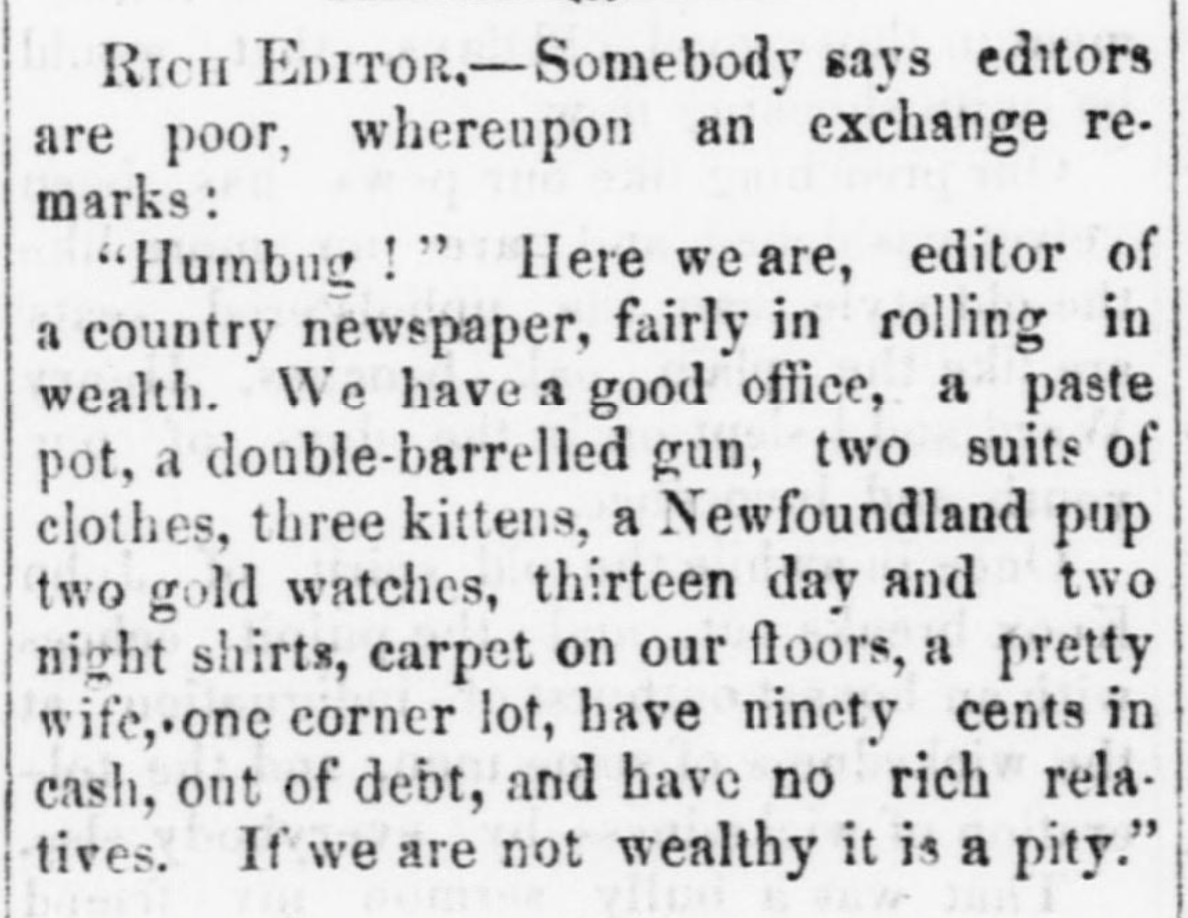 RICH EDITOR.—Somebody says editors
are poor, whereupon an exchange re-
marks:
“Humbug ! ” Here we are, editor of
a country newspaper, fairly in rolling in
wealth. We have a good office, a paste
pot, a double-barrelled gun, two suits of
clothes, three kittens, a Newfoundland pup
two gold watches, thirteen day and two
night shirts, carpet on our floors, a pretty
wife, one corner lot, have ninety cents in
cash, out of debt, and have no rich rela-
tives. If we are not wealthy it is a pity.”